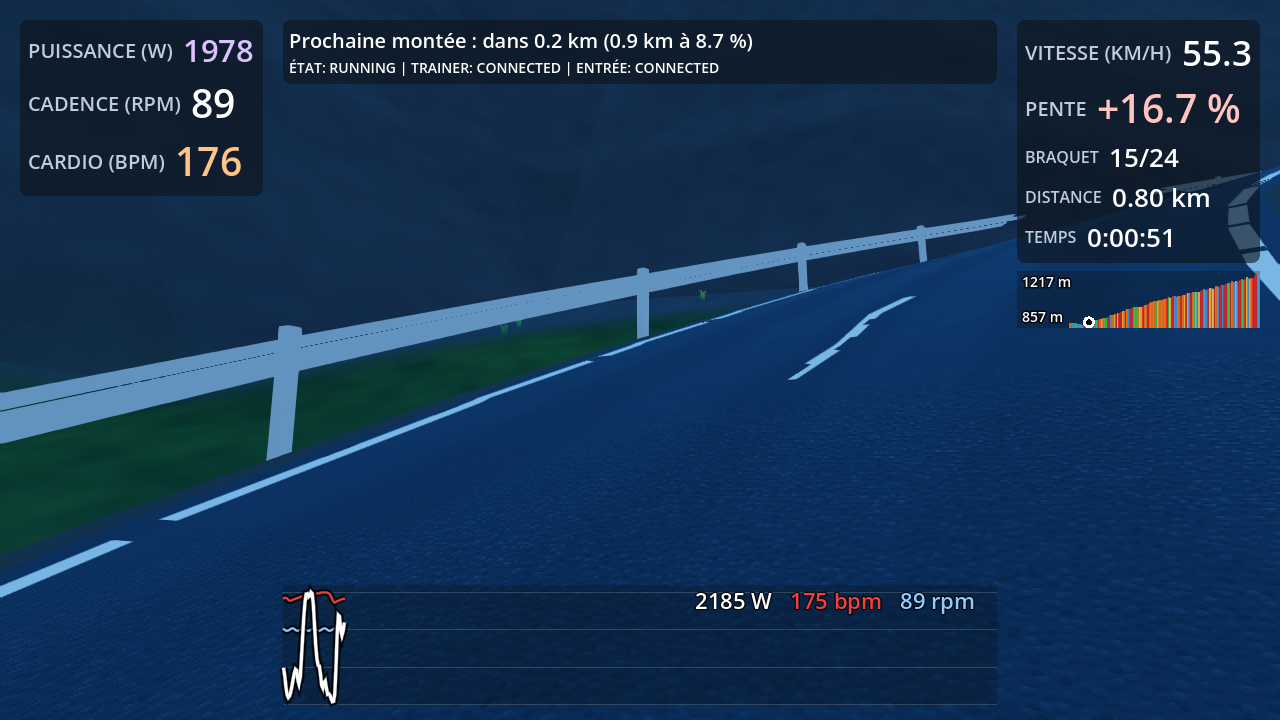 PUISSANCE (W) 1978
CADENCE (RPM) 89
CARDIO (BPM) 176
Prochaine montée : dans 0.2 km (0.9 km à 8.7 %)
ÉTAT: RUNNING | TRAINER: CONNECTED | ENTRÉE: CONNECTED
VITESSE (KM/H) 55.3
PENTE +16.7 %
BRAQUET 15/24
DISTANCE 0.80 km
TEMPS 0:00:51
1217 m
857 m
2185 W 175 bpm 89 rpm